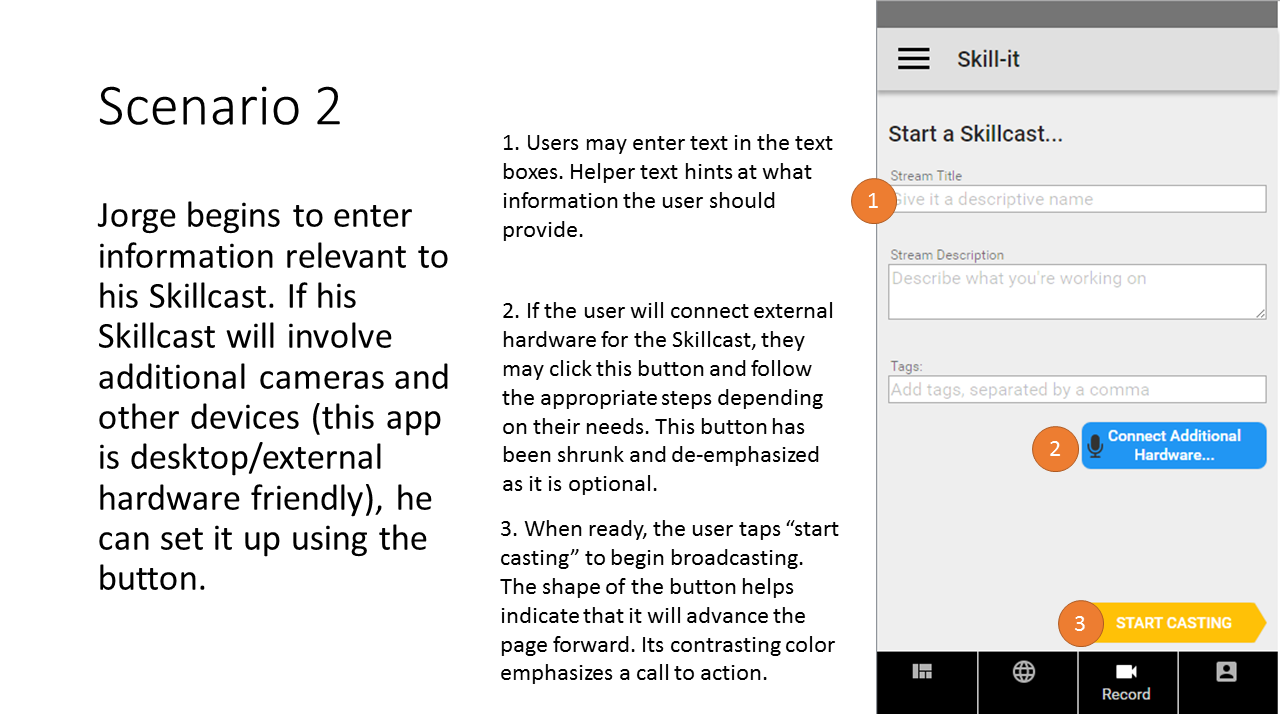 Scenario 2
Jorge begins to enter
information relevant to
his Skillcast. If his
Skillcast will involve
additional cameras and
other devices (this app
is desktop/external
hardware friendly), he
can set it up using the
button.
1. Users may enter text in the text
boxes. Helper text hints at what
information the user should
provide.
2. If the user will connect external
hardware for the Skillcast, they
may click this button and follow
the appropriate steps depending
on their needs. This button has
been shrunk and de-emphasized
as it is optional.
3. When ready, the user taps “start
casting” to begin broadcasting.
The shape of the button helps
indicate that it will advance the
page forward. Its contrasting color
emphasizes a call to action.
Skill-it
Start a Skillcast...
Stream Title
1
Give it a descriptive name
Stream Description
Describe what you're working on
Tags:
Add tags, separated by a comma
2
Connect Additional
Hardware...
3
START CASTING
Record